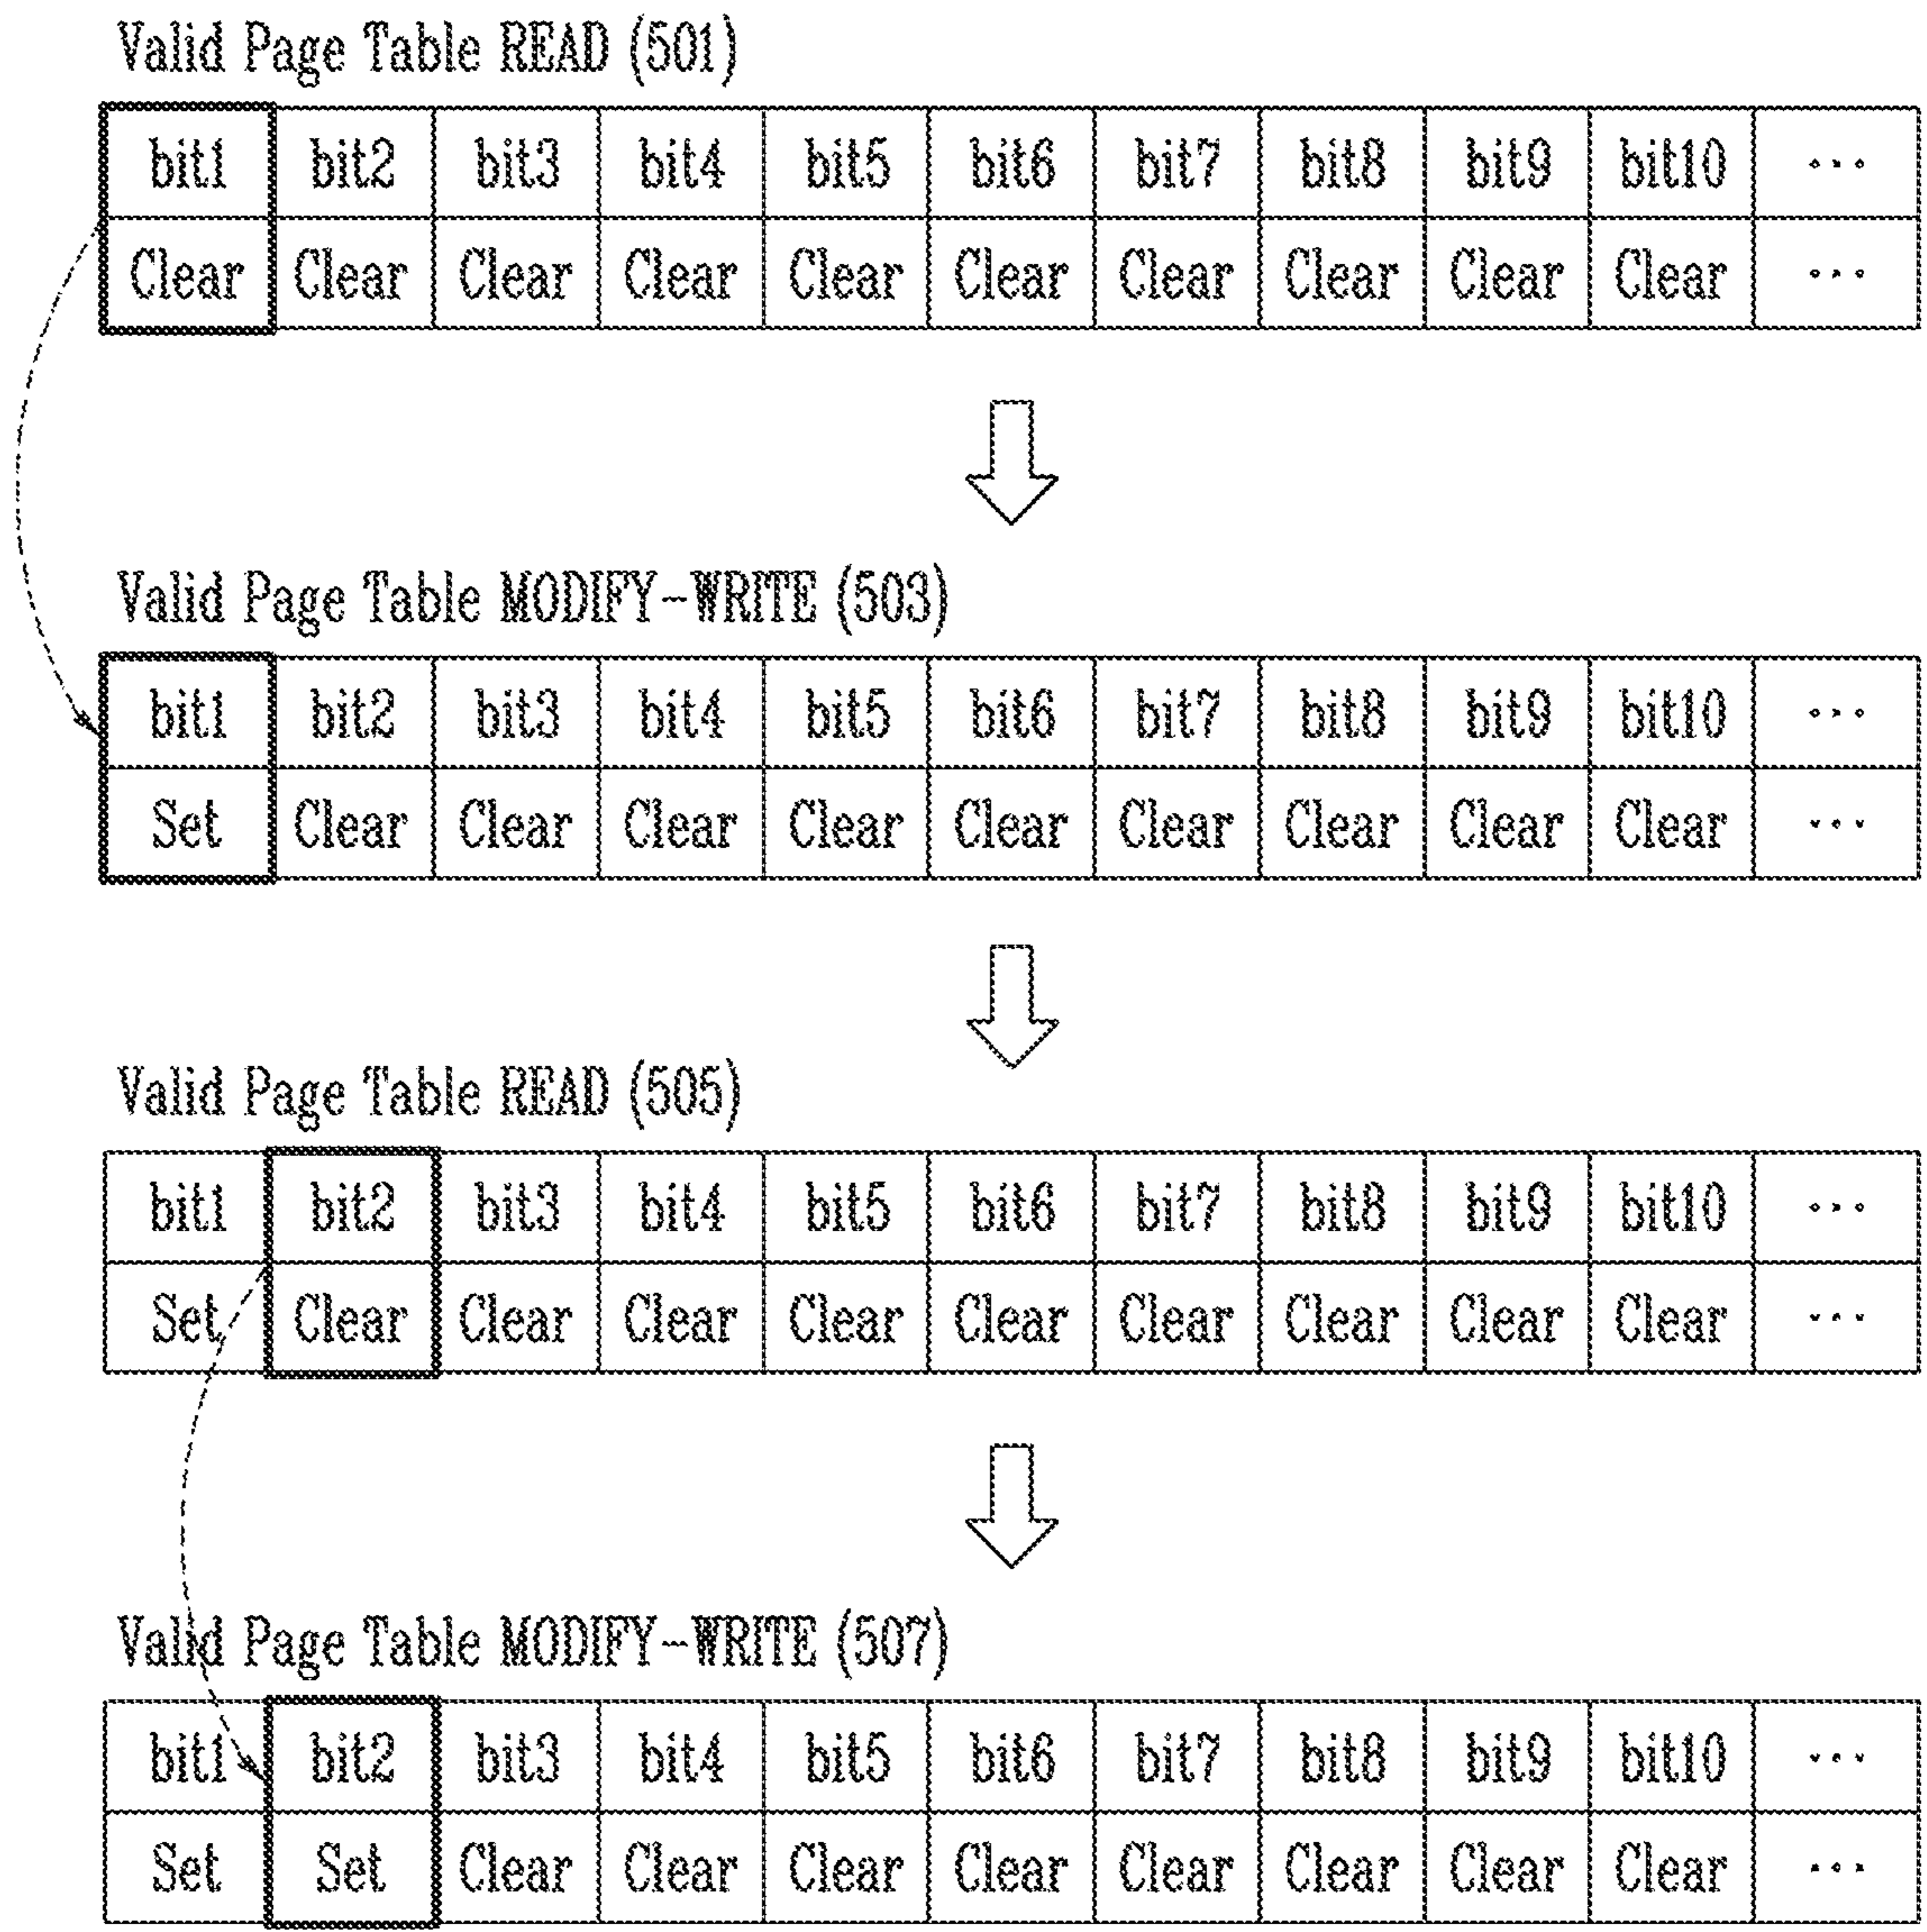 Valid Page Table READ (501)
bit1 bit2 bit3 bit4 bit5 bit6 bit7 bit8 bit9 bit10 ...
Clear Clear Clear Clear Clear Clear Clear Clear Clear Clear ...
Valid Page Table MODIFY-WRITE (503)
bit1 bit2 bit3 bit4 bit5 bit6 bit7 bit8 bit9 bit10 ...
Set Clear Clear Clear Clear Clear Clear Clear Clear Clear ...
Valid Page Table READ (505)
bit1 bit2 bit3 bit4 bit5 bit6 bit7 bit8 bit9 bit10 ...
Set Clear Clear Clear Clear Clear Clear Clear Clear Clear ...
Valid Page Table MODIFY-WRITE (507)
bit1 bit2 bit3 bit4 bit5 bit6 bit7 bit8 bit9 bit10 ...
Set Set Clear Clear Clear Clear Clear Clear Clear Clear ...